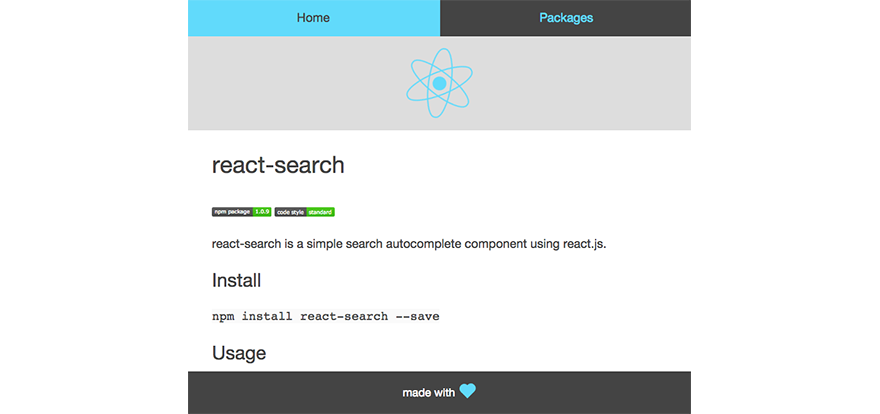 Home Packages
react-search
npm package 1.0.9 code style standard
react-search is a simple search autocomplete component using react.js.
Install
npm install react-search --save
Usage
made with